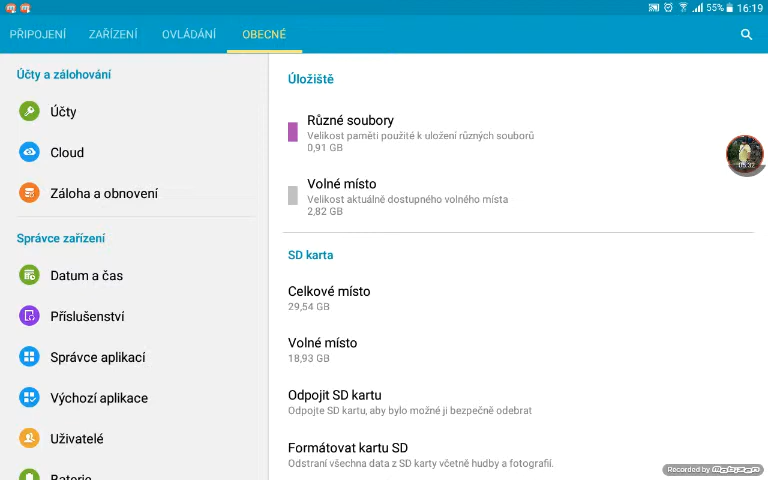 55% 16:19
PŘIPOJENÍ ZAŘÍZENÍ OVLÁDÁNÍ OBECNÉ
Účty a zálohování
Účty
Cloud
Záloha a obnovení
Správce zařízení
Datum a čas
Příslušenství
Správce aplikací
Výchozí aplikace
Uživatelé
Baterie
Úložiště
Různé soubory
Velikost paměti použité k uložení různých souborů
0,91 GB
Volné místo
Velikost aktuálně dostupného volného místa
2,82 GB
SD karta
Celkové místo
29,54 GB
Volné místo
18,93 GB
Odpojit SD kartu
Odpojte SD kartu, aby bylo možné ji bezpečně odebrat
Formátovat kartu SD
Odstraní všechna data z SD karty včetně hudby a fotografií.
05:32
Recorded by Mobizen